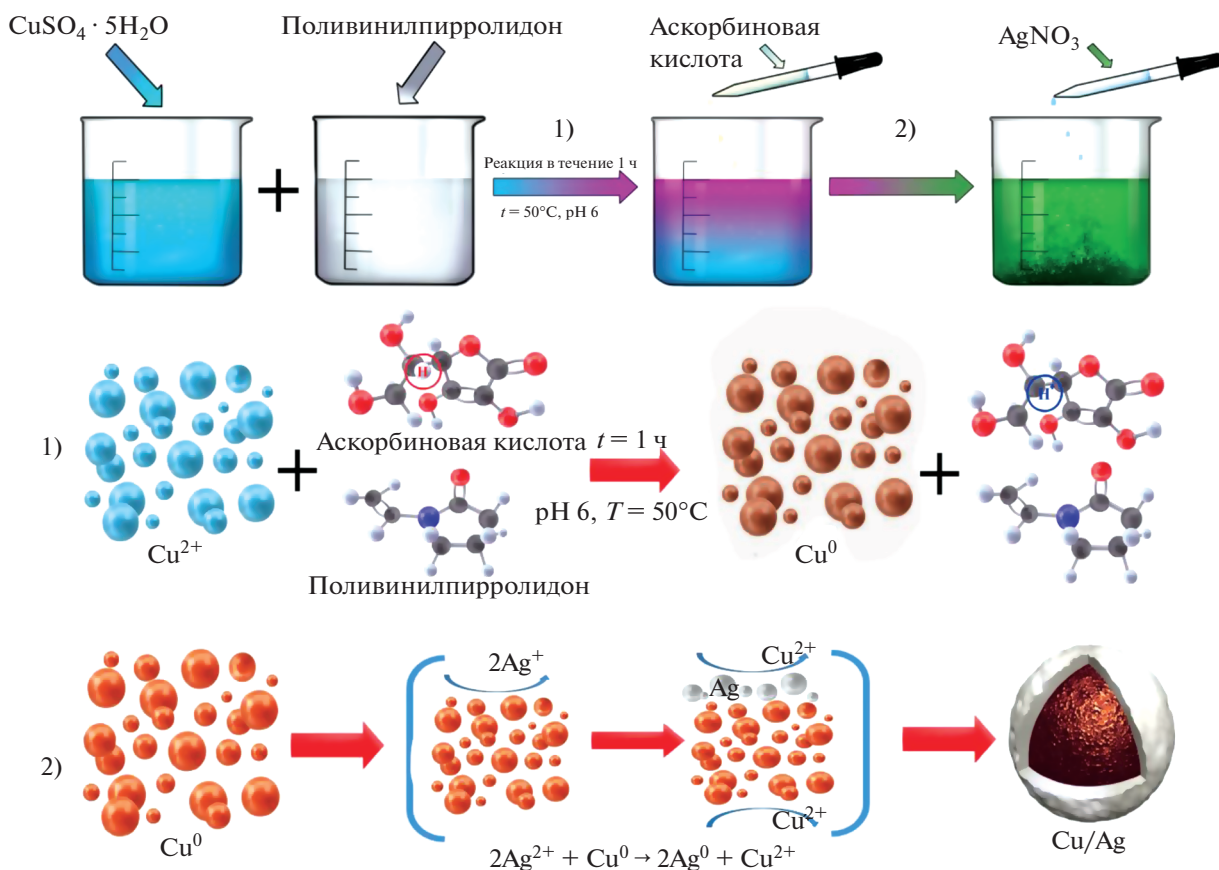 CuSO₄ · 5H₂O
Поливинилпирролидон
Аскорбиновая
кислота
AgNO₃
1)
Реакция в течение 1 ч
t = 50°C, pH 6
2)
1)
Cu²⁺
H
Аскорбиновая кислота
Поливинилпирролидон
t = 1 ч
pH 6, T = 50°C
Cu⁰
H⁺
2)
Cu⁰
2Ag⁺
Cu²⁺
Ag
Cu²⁺
2Ag²⁺ + Cu⁰ → 2Ag⁰ + Cu²⁺
Cu/Ag